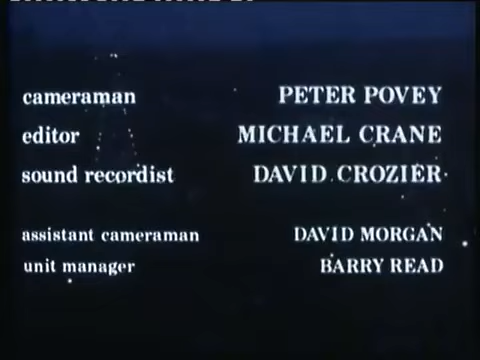 cameraman PETER POVEY
editor MICHAEL CRANE
sound recordist DAVID CROZIER
assistant cameraman DAVID MORGAN
unit manager BARRY READ